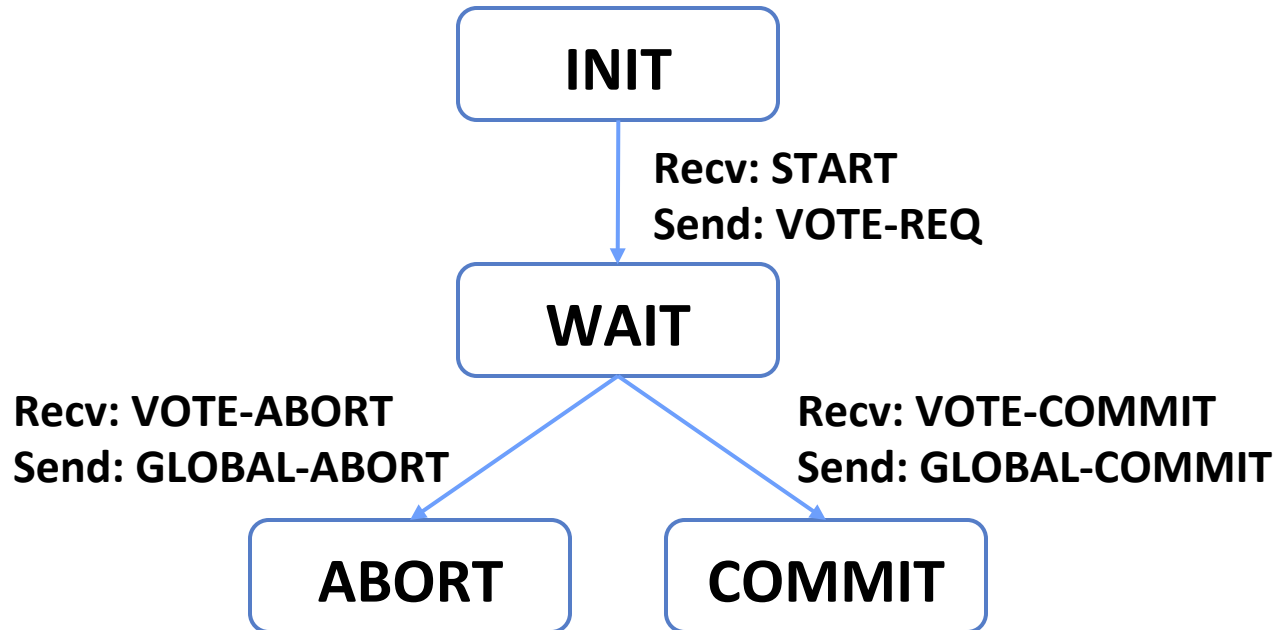 INIT
Recv: START
Send: VOTE-REQ
WAIT
Recv: VOTE-ABORT
Send: GLOBAL-ABORT
Recv: VOTE-COMMIT
Send: GLOBAL-COMMIT
ABORT
COMMIT